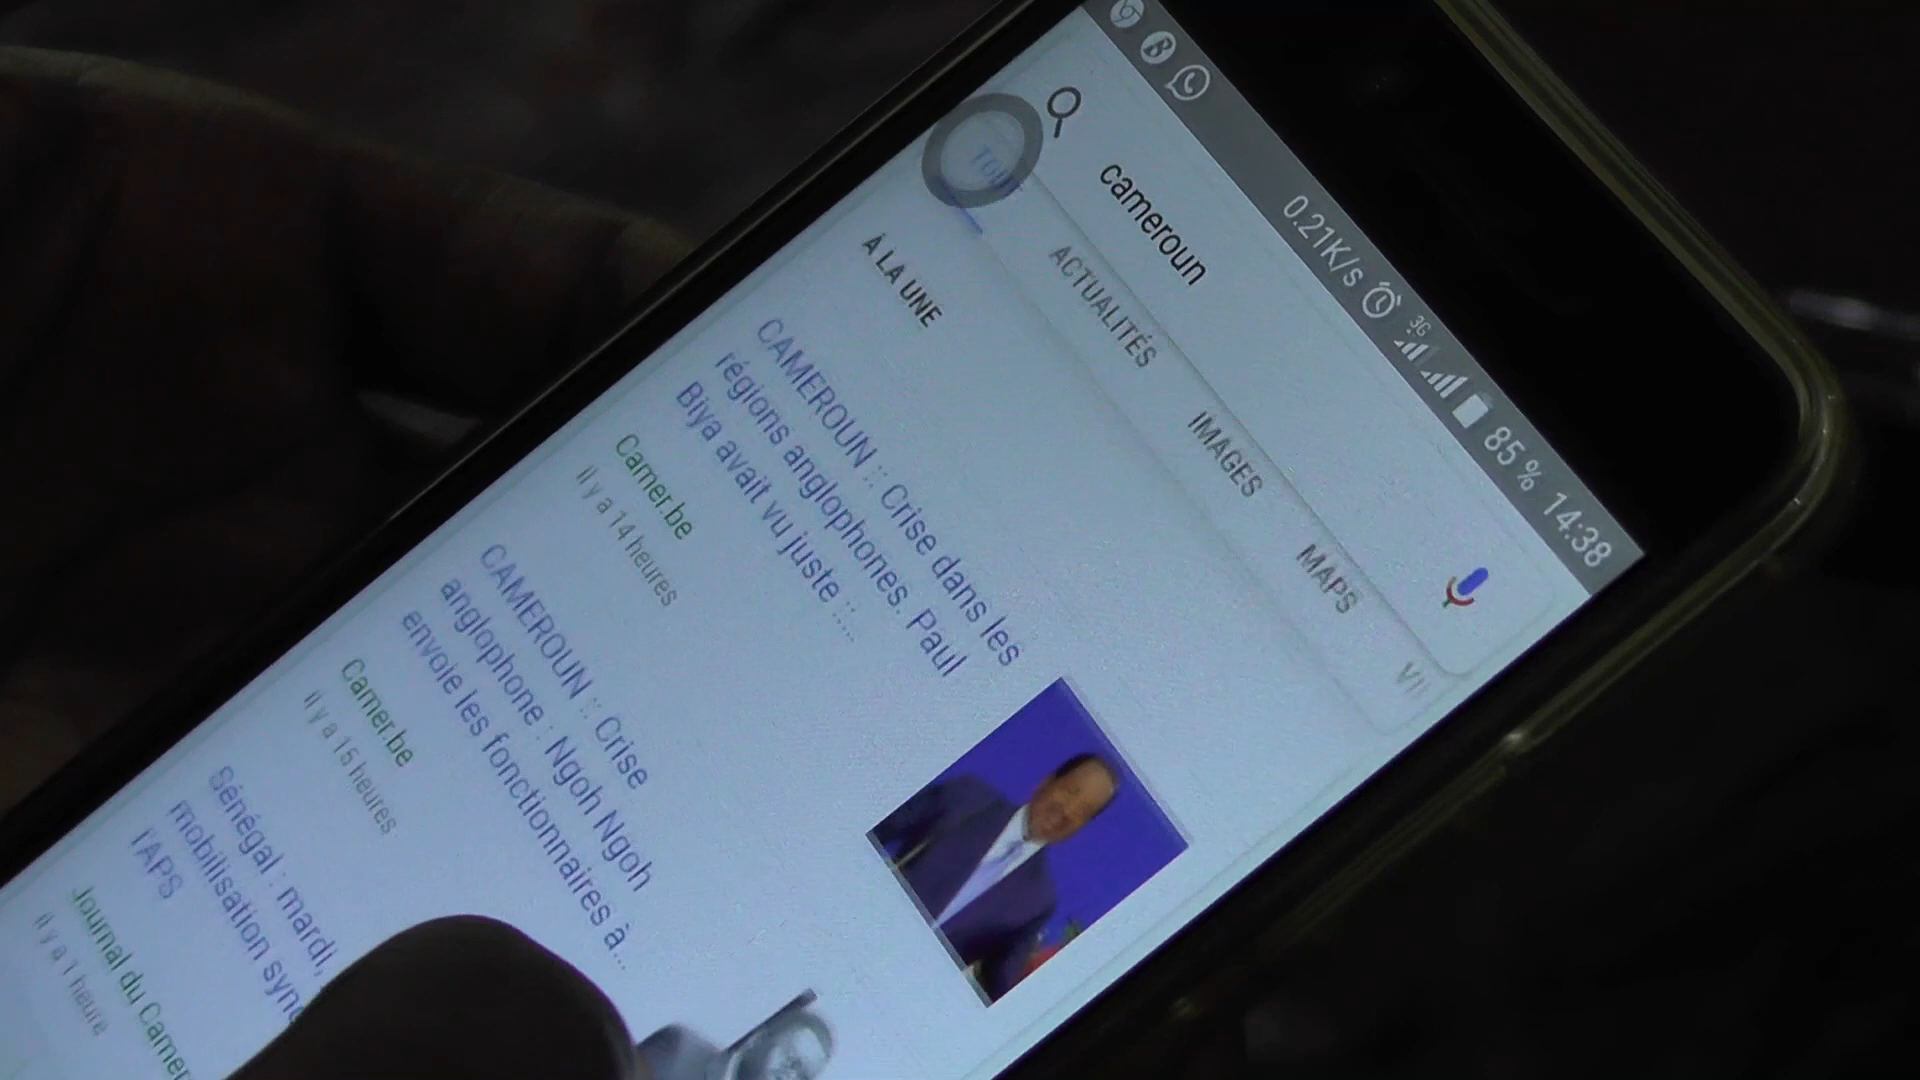 0.21K/s 3G 85 % 14:38
cameroun
TOUS ACTUALITÉS IMAGES MAPS
À LA UNE
CAMEROUN :: Crise dans les
régions anglophones. Paul
Biya avait vu juste ::...
Camer.be
il y a 14 heures
CAMEROUN :: Crise
anglophone : Ngoh Ngoh
envoie les fonctionnaires à...
Camer.be
il y a 15 heures
Sénégal : mardi,
mobilisation
l'APS
Journal du
il y a 1 heure